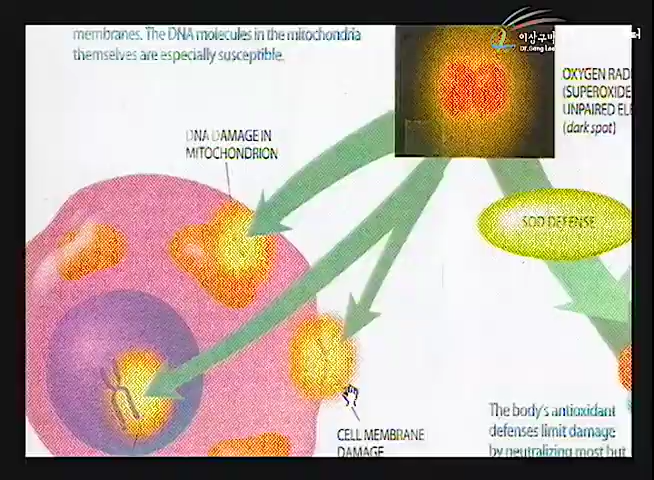 membranes. The DNA molecules in the mitochondria
themselves are especially susceptible.
DNA DAMAGE IN
MITOCHONDRION
OXYGEN RAD
(SUPEROXIDE
UNPAIRED EL
(dark spot)
SOD DEFENSE
CELL MEMBRANE
DAMAGE
The body's antioxidant
defenses limit damage
by neutralizing most but